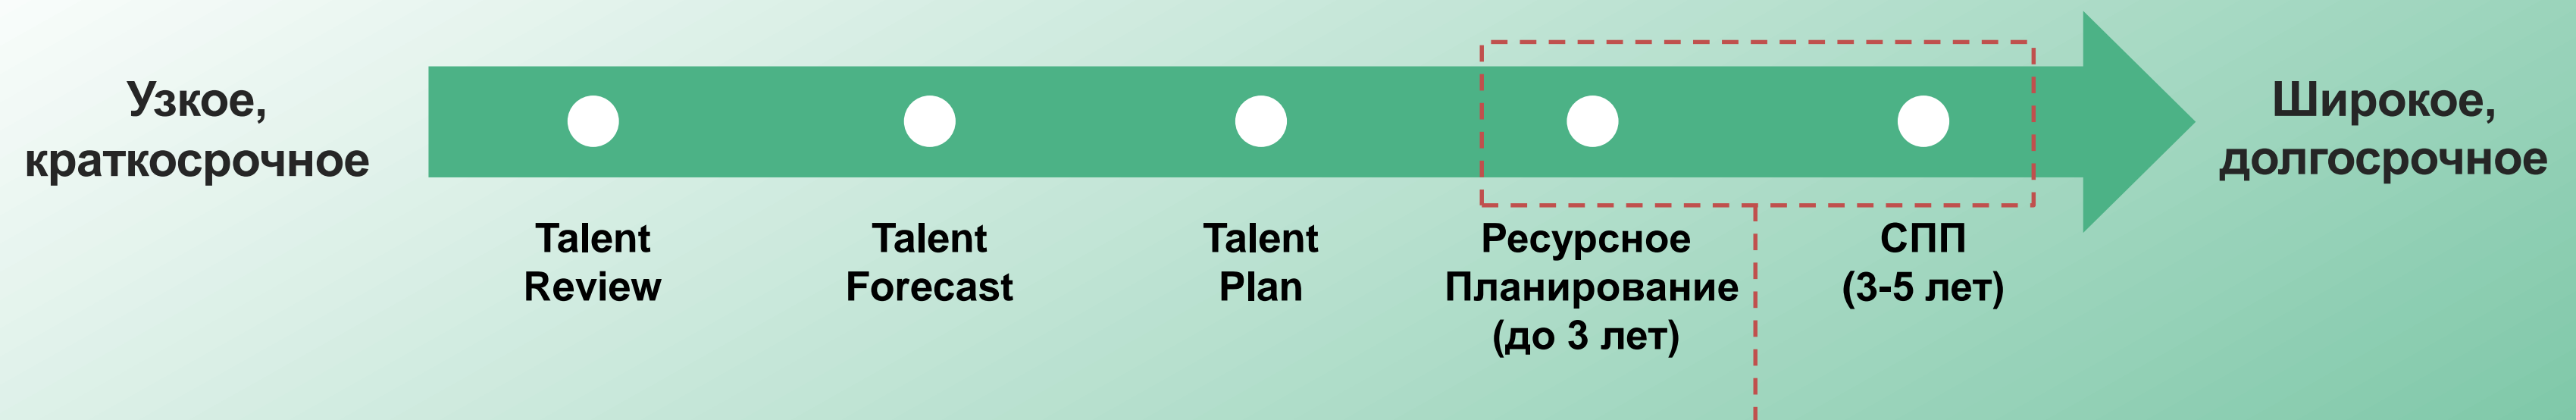 Узкое,
краткосрочное
Широкое,
долгосрочное
Talent
Review
Talent
Forecast
Talent
Plan
Ресурсное
Планирование
(до 3 лет)
СПП
(3-5 лет)